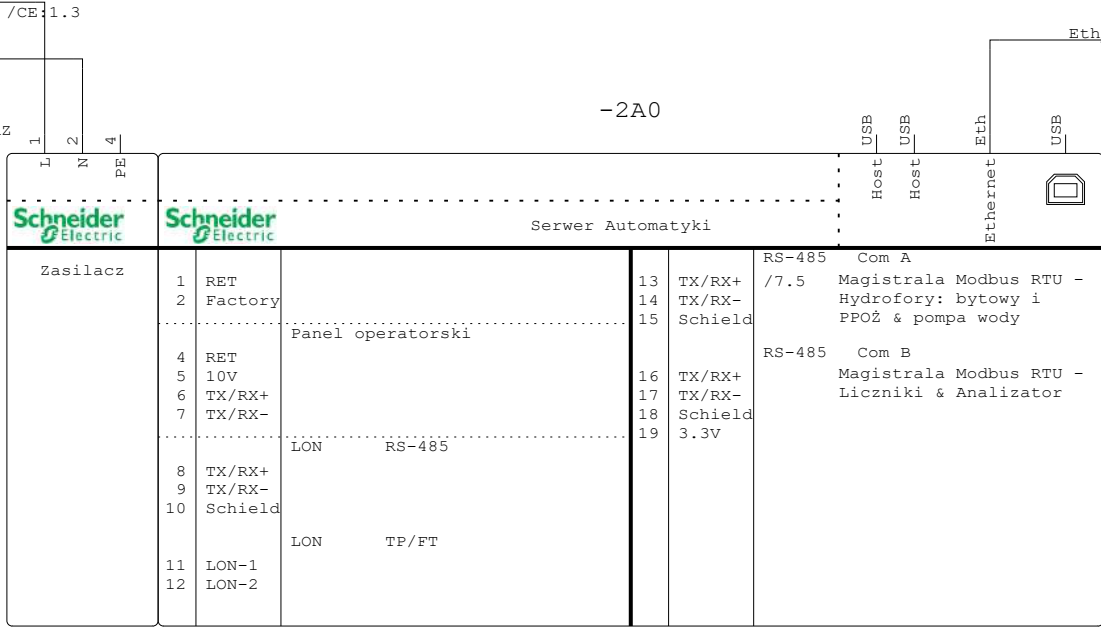 /CE:1.3
Eth
-2A0
Z
1
2
4
USB
USB
Eth
USB
L
N
PE
Host
Host
Ethernet
Schneider
Electric
Schneider
Electric
Serwer Automatyki
Zasilacz
RS-485 Com A
1 RET
13 TX/RX+ /7.5 Magistrala Modbus RTU -
2 Factory
14 TX/RX- Hydrofory: bytowy i
15 Schield PPOŻ & pompa wody
Panel operatorski
4 RET
RS-485 Com B
5 10V
16 TX/RX+ Magistrala Modbus RTU -
6 TX/RX+
17 TX/RX- Liczniki & Analizator
7 TX/RX-
18 Schield
19 3.3V
LON RS-485
8 TX/RX+
9 TX/RX-
10 Schield
LON TP/FT
11 LON-1
12 LON-2